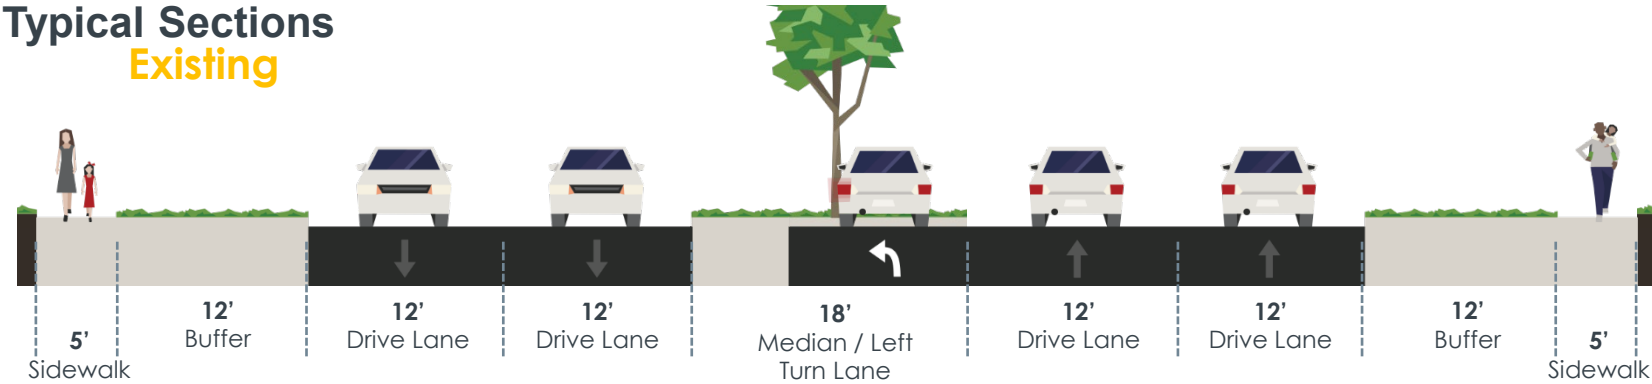 Typical Sections
Existing
5’
Sidewalk
12’
Buffer
12’
Drive Lane
12’
Drive Lane
18’
Median / Left
Turn Lane
12’
Drive Lane
12’
Drive Lane
12’
Buffer
5’
Sidewalk